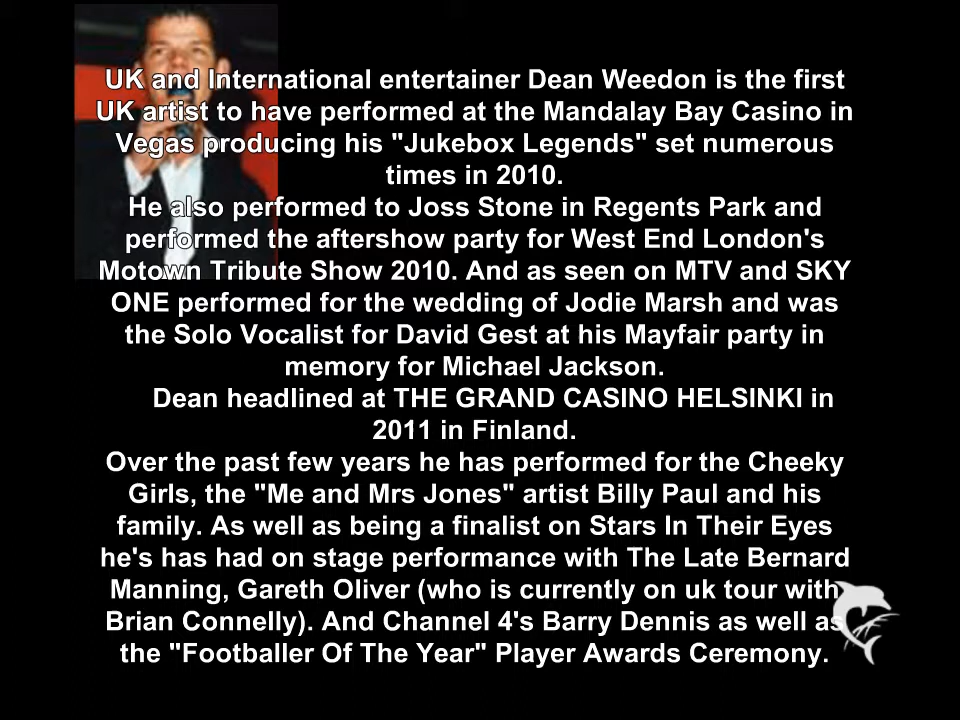 UK and International entertainer Dean Weedon is the first
UK artist to have performed at the Mandalay Bay Casino in
Vegas producing his "Jukebox Legends" set numerous
times in 2010.
He also performed to Joss Stone in Regents Park and
performed the aftershow party for West End London's
Motown Tribute Show 2010. And as seen on MTV and SKY
ONE performed for the wedding of Jodie Marsh and was
the Solo Vocalist for David Gest at his Mayfair party in
memory for Michael Jackson.
Dean headlined at THE GRAND CASINO HELSINKI in
2011 in Finland.
Over the past few years he has performed for the Cheeky
Girls, the "Me and Mrs Jones" artist Billy Paul and his
family. As well as being a finalist on Stars In Their Eyes
he's has had on stage performance with The Late Bernard
Manning, Gareth Oliver (who is currently on uk tour with
Brian Connelly). And Channel 4's Barry Dennis as well as
the "Footballer Of The Year" Player Awards Ceremony.